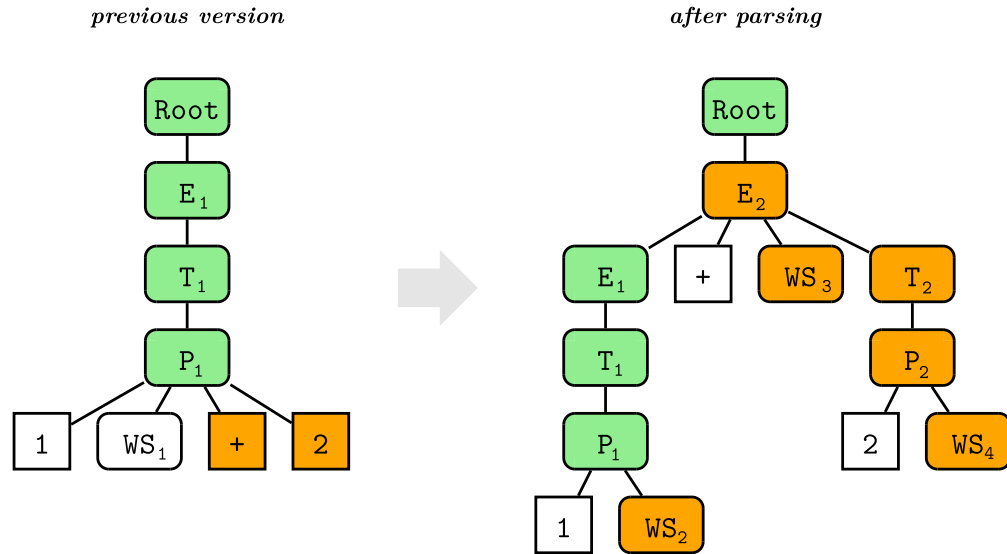 previous version
after parsing
Root
Root
E₁
E₂
T₁
E₁
+
WS₃
T₂
P₁
T₁
P₂
1
WS₁
+
2
P₁
2
WS₄
1
WS₂